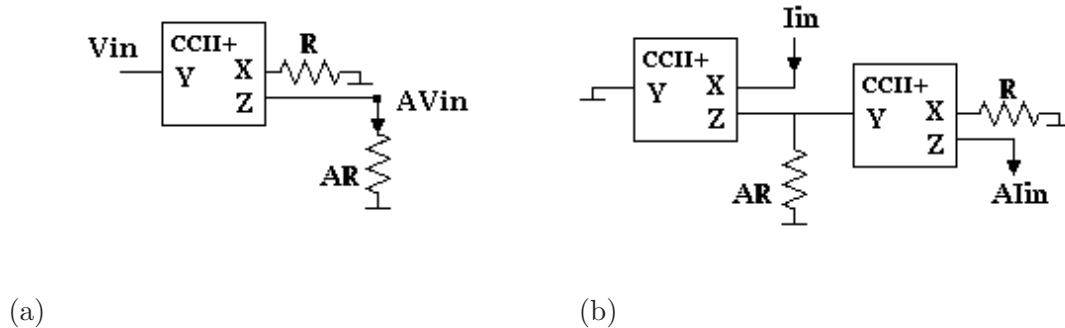 Vin
CCII+
R
Y
X
Z
AVin
AR
Iin
CCII+
Y
X
Z
AR
CCII+
R
Y
X
Z
AIin
(a)
(b)